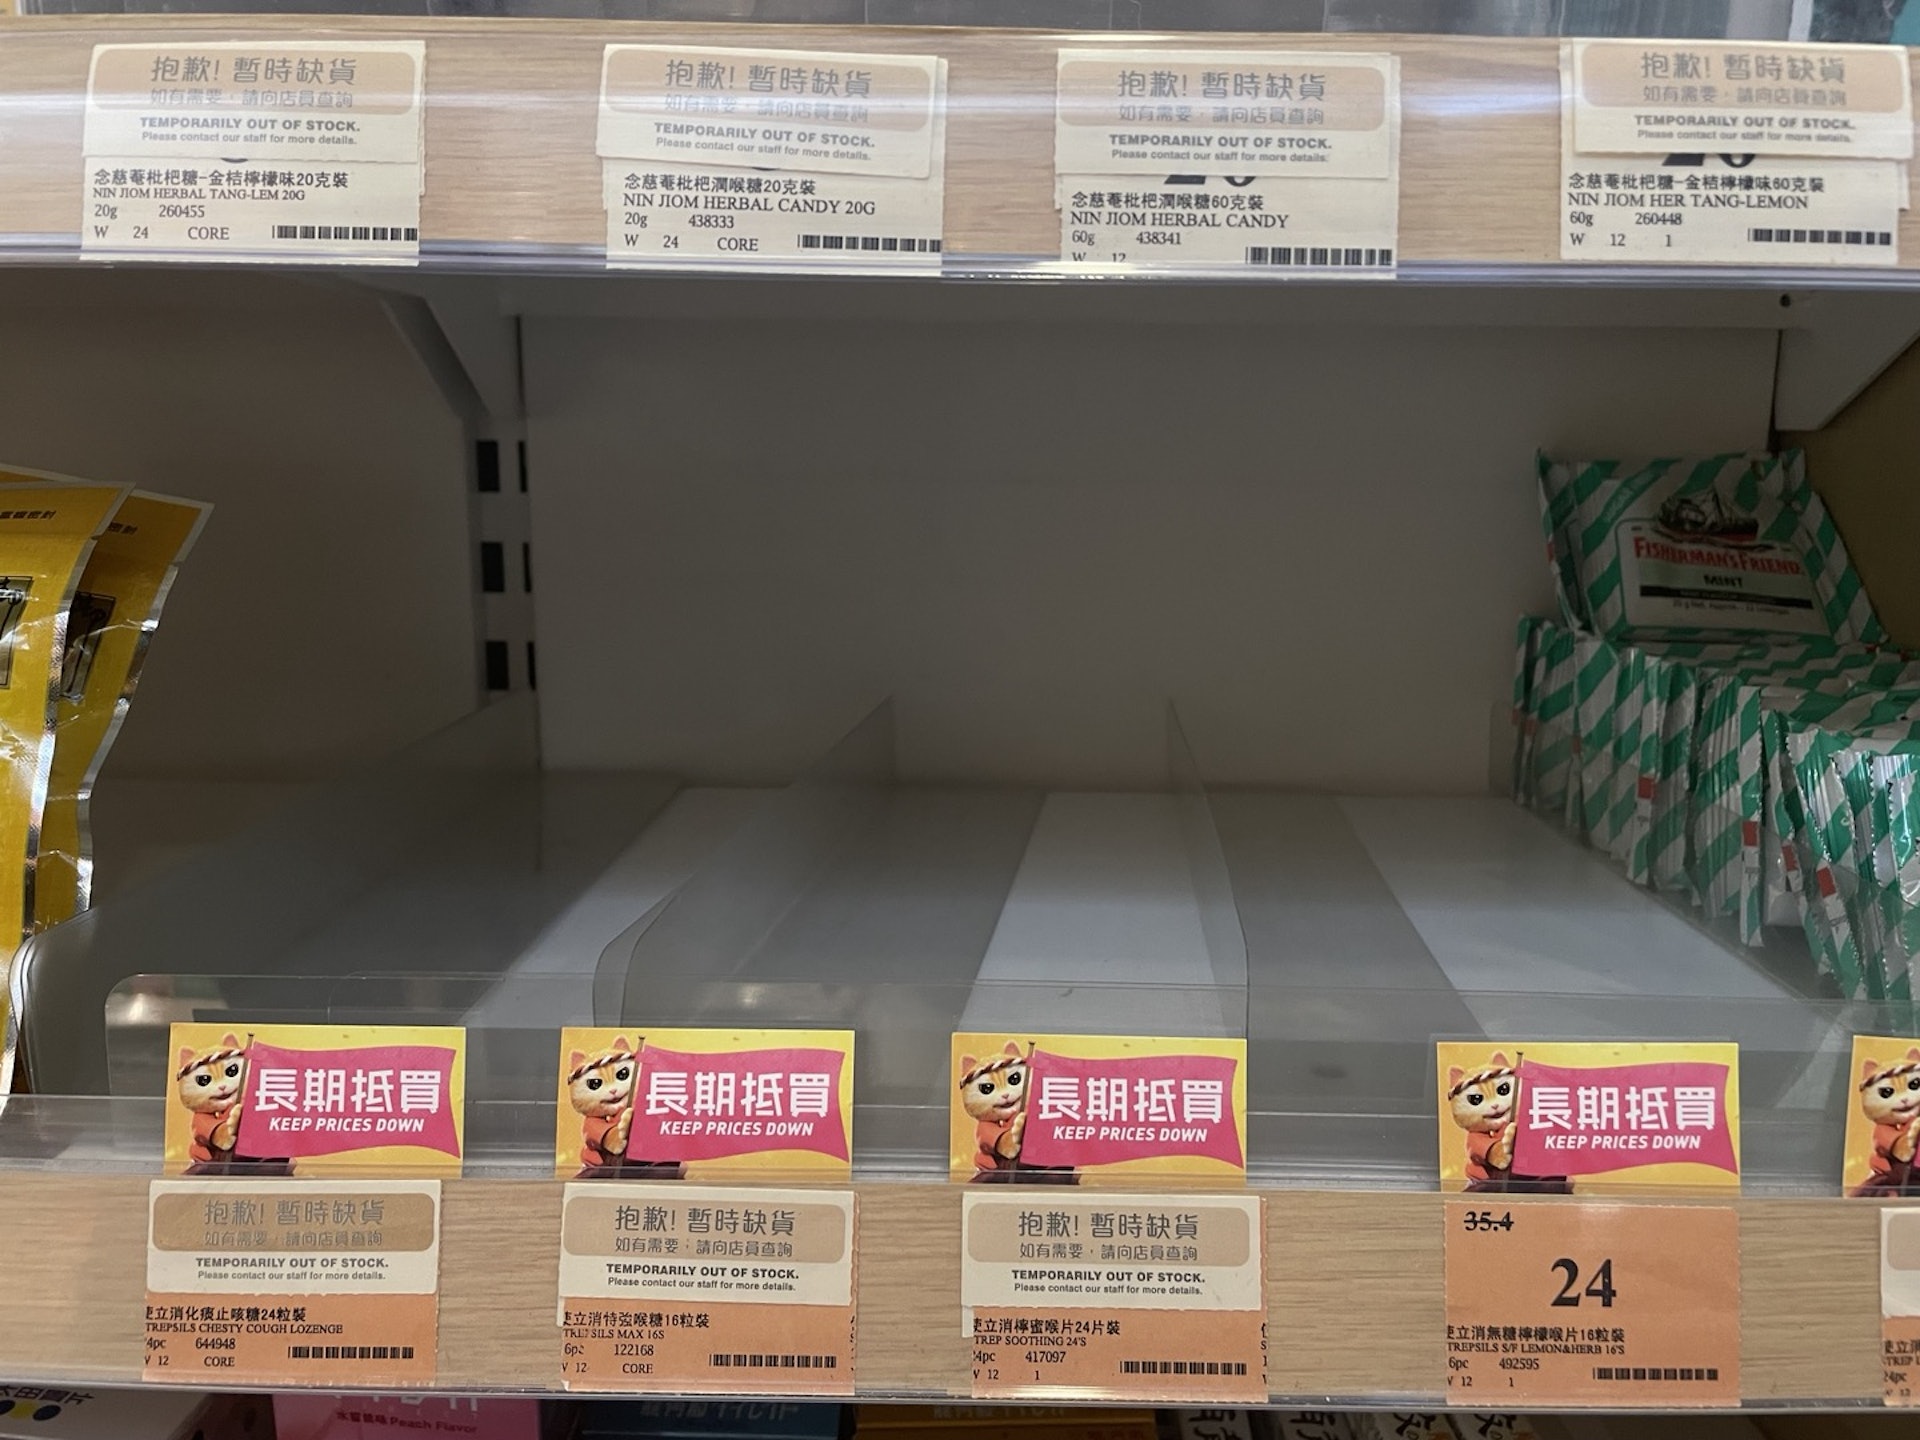 抱歉! 暫時缺貨
如有需要，請向店員查詢
TEMPORARILY OUT OF STOCK.
Please contact our staff for more details.
念慈菴枇杷糖-金桔檸檬味20克裝
NIN JIOM HERBAL TANG-LEM 20G
20g 260455
W 24 CORE
抱歉! 暫時缺貨
如有需要，請向店員查詢
TEMPORARILY OUT OF STOCK.
Please contact our staff for more details.
念慈菴枇杷潤喉糖20克裝
NIN JIOM HERBAL CANDY 20G
20g 438333
W 24 CORE
抱歉! 暫時缺貨
如有需要，請向店員查詢
TEMPORARILY OUT OF STOCK.
Please contact our staff for more details.
念慈菴枇杷潤喉糖60克裝
NIN JIOM HERBAL CANDY
60g 438341
W 12
抱歉! 暫時缺貨
如有需要，請向店員查詢
TEMPORARILY OUT OF STOCK.
Please contact our staff for more details.
念慈菴枇杷糖-金桔檸檬味60克裝
NIN JIOM HER TANG-LEMON
60g 260448
W 12 1
FISHERMAN'S FRIEND
MINT
長期抵買
KEEP PRICES DOWN
長期抵買
KEEP PRICES DOWN
長期抵買
KEEP PRICES DOWN
長期抵買
KEEP PRICES DOWN
抱歉! 暫時缺貨
如有需要，請向店員查詢
TEMPORARILY OUT OF STOCK.
Please contact our staff for more details.
立消化痰止咳糖24粒裝
TREPSILS CHESTY COUGH LOZENGE
4pc 644948
12 CORE
抱歉! 暫時缺貨
如有需要，請向店員查詢
TEMPORARILY OUT OF STOCK.
Please contact our staff for more details.
立消特強喉糖16粒裝
TREPSILS MAX 16S
6pc 122168
12 CORE
抱歉! 暫時缺貨
如有需要，請向店員查詢
TEMPORARILY OUT OF STOCK.
Please contact our staff for more details.
立消檸蜜喉片24片裝
TREP SOOTHING 24'S
4pc 417097
12 1
35.4
24
立消無糖檸檬喉片16粒裝
TREPSILS S/F LEMON&HERB 16'S
6pc 492595
12 1
水蜜桃味 Peach Flavor